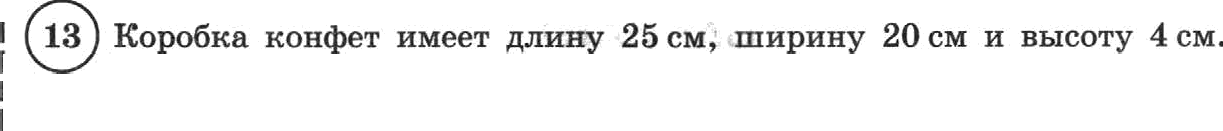 13 Коробка конфет имеет длину 25 см, ширину 20 см и высоту 4 см.